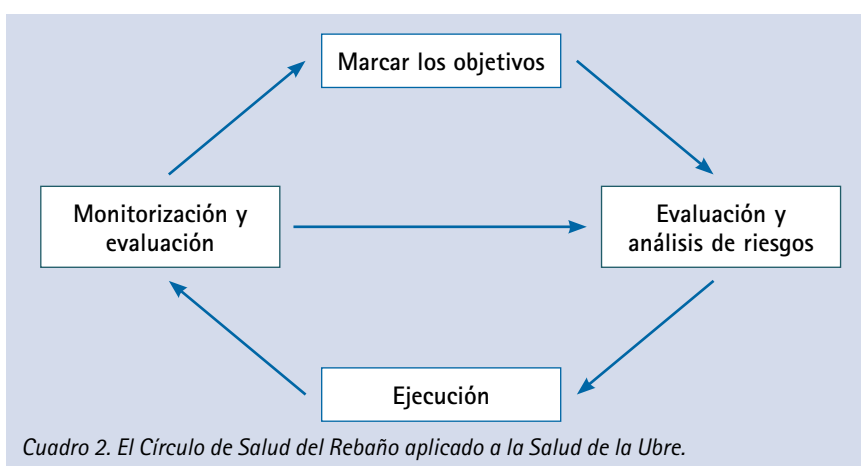 Marcar los objetivos
Monitorización y
evaluación
Evaluación y
análisis de riesgos
Ejecución
Cuadro 2. El Círculo de Salud del Rebaño aplicado a la Salud de la Ubre.